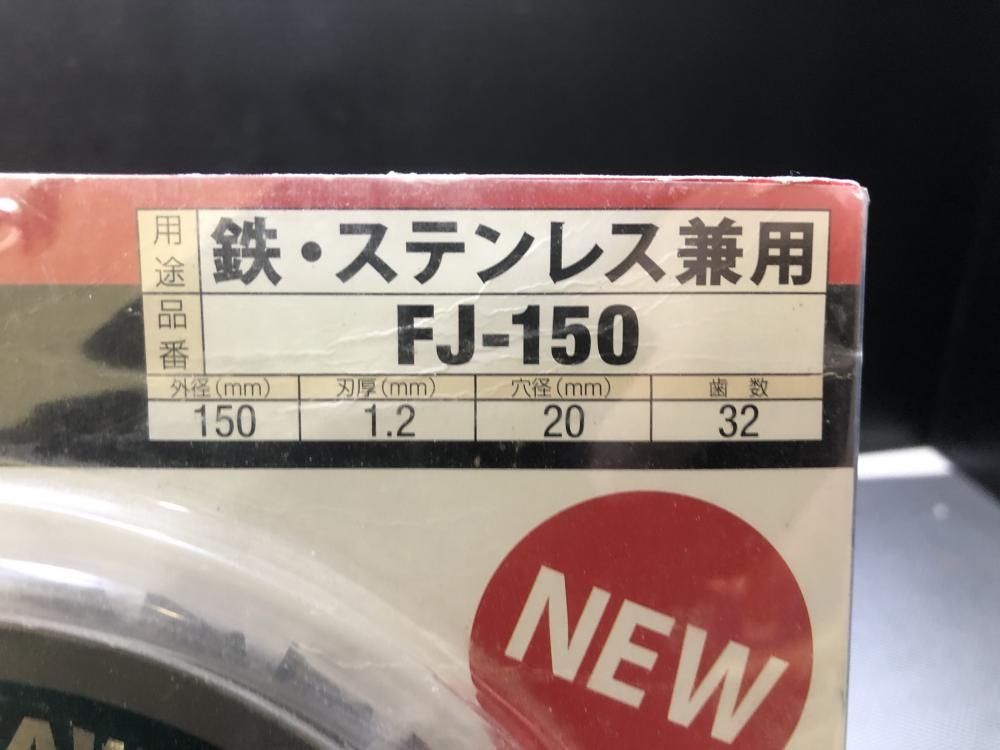 用途 鉄・ステンレス兼用
品番 FJ-150
外径(mm) 刃厚(mm) 穴径(mm) 歯数
150 1.2 20 32
NEW